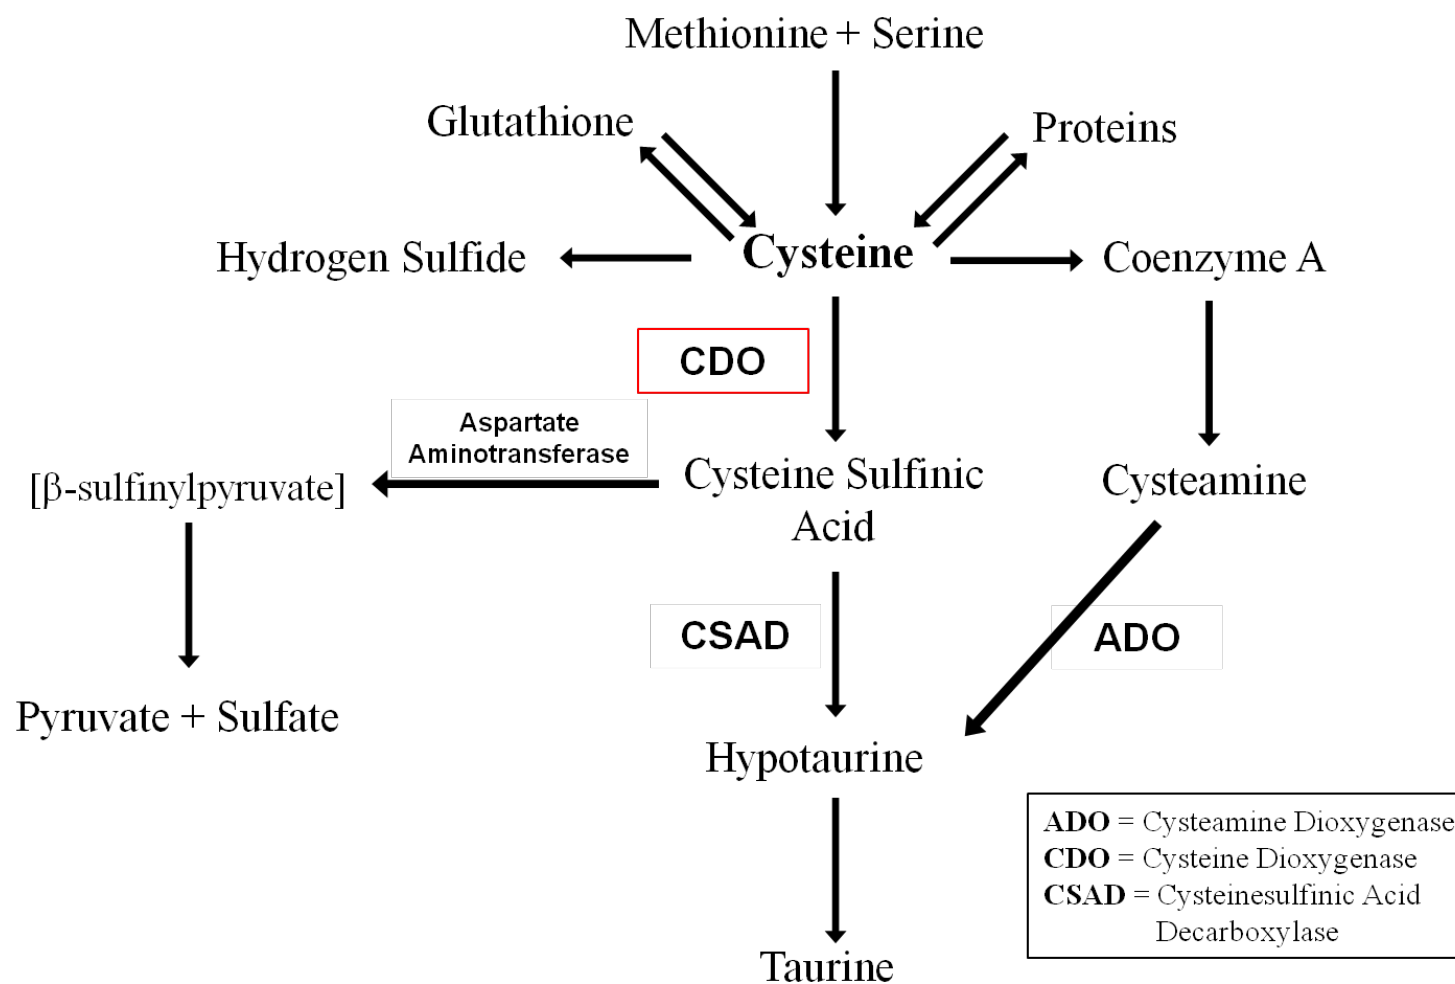 Methionine + Serine
Glutathione
Proteins
Hydrogen Sulfide
Cysteine
Coenzyme A
CDO
Aspartate
Aminotransferase
[β-sulfinylpyruvate]
Cysteine Sulfinic
Acid
Cysteamine
CSAD
ADO
Pyruvate + Sulfate
Hypotaurine
ADO = Cysteamine Dioxygenase
CDO = Cysteine Dioxygenase
CSAD = Cysteinesulfinic Acid
Decarboxylase
Taurine